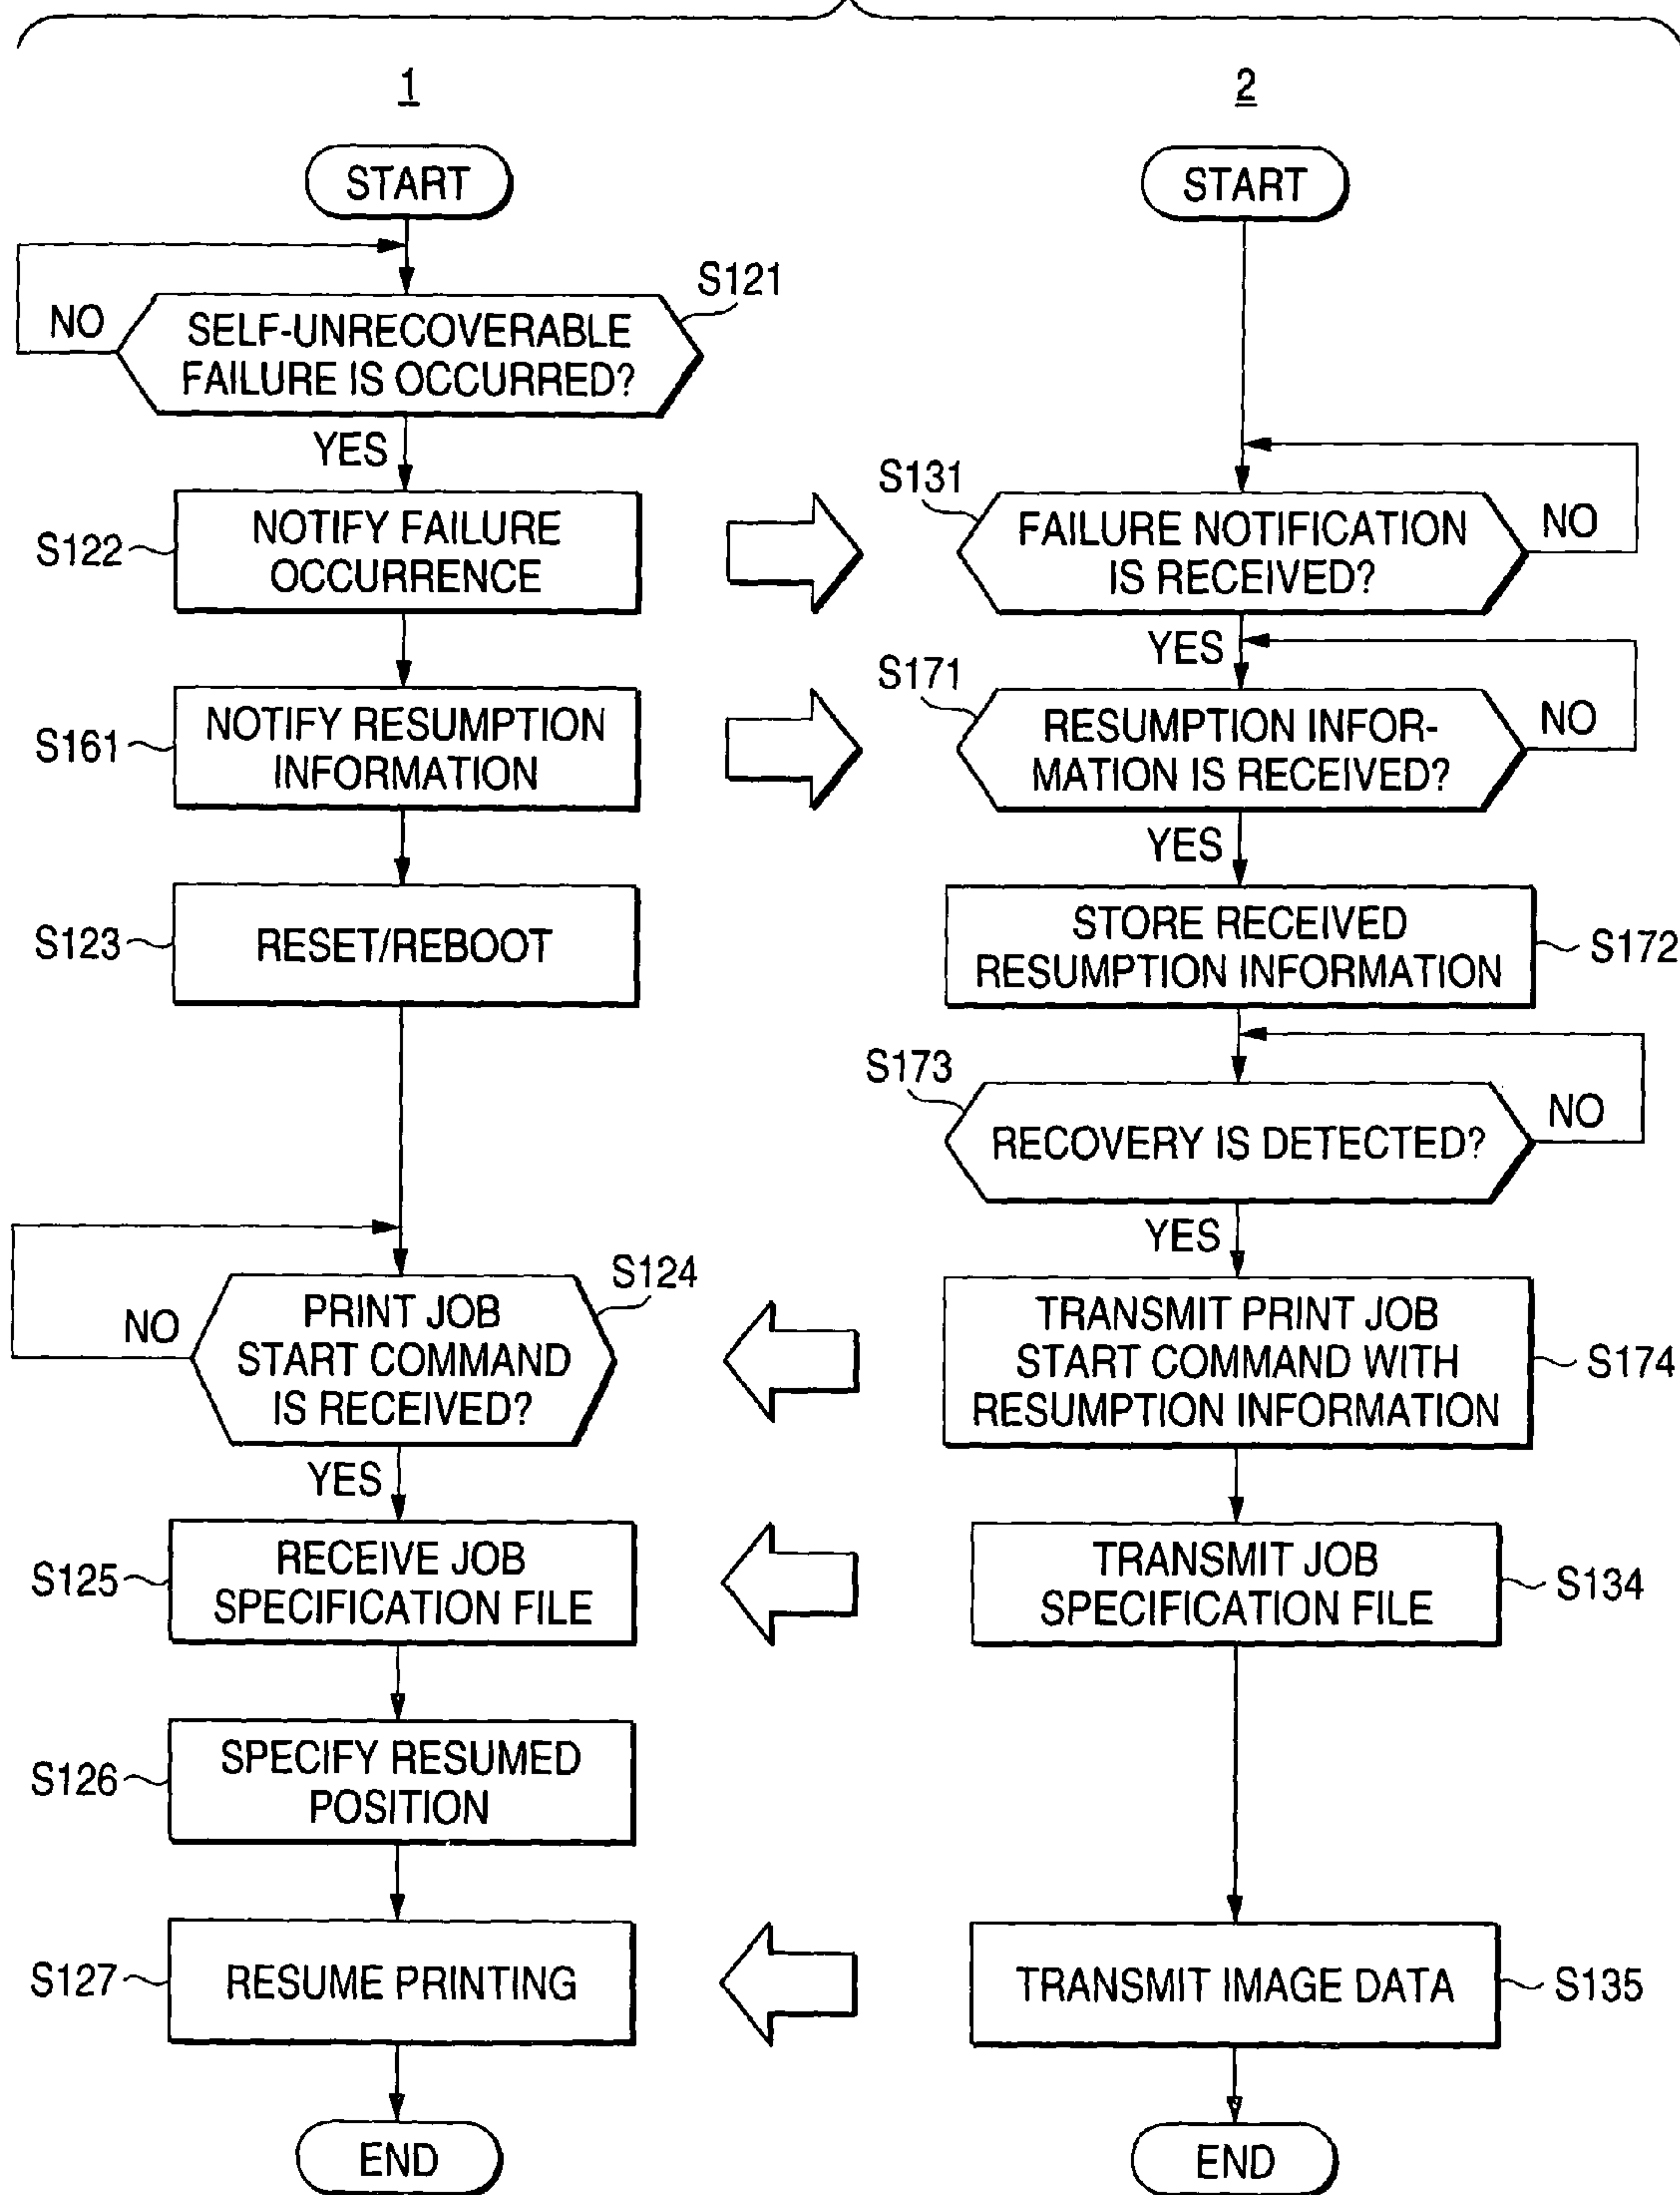 1
START
S121
NO
SELF-UNRECOVERABLE
FAILURE IS OCCURRED?
YES
S122
NOTIFY FAILURE
OCCURRENCE
S161
NOTIFY RESUMPTION
INFORMATION
S123
RESET/REBOOT
S124
NO
PRINT JOB
START COMMAND
IS RECEIVED?
YES
S125
RECEIVE JOB
SPECIFICATION FILE
S126
SPECIFY RESUMED
POSITION
S127
RESUME PRINTING
END
2
START
S131
FAILURE NOTIFICATION
IS RECEIVED?
NO
YES
S171
RESUMPTION INFOR-
MATION IS RECEIVED?
NO
YES
STORE RECEIVED
RESUMPTION INFORMATION
S172
S173
RECOVERY IS DETECTED?
NO
YES
TRANSMIT PRINT JOB
START COMMAND WITH
RESUMPTION INFORMATION
S174
TRANSMIT JOB
SPECIFICATION FILE
S134
TRANSMIT IMAGE DATA
S135
END